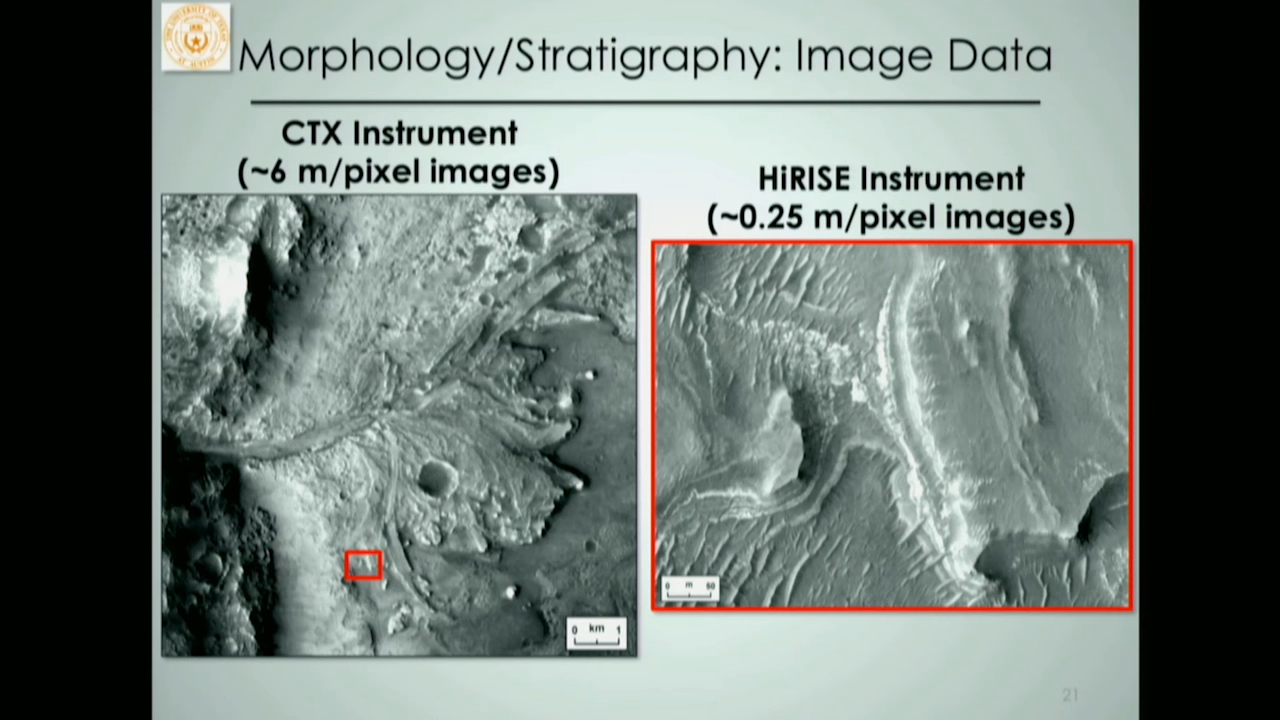 Morphology/Stratigraphy: Image Data
CTX Instrument
(~6 m/pixel images)
HiRISE Instrument
(~0.25 m/pixel images)
0 km 1
0 m 50
21